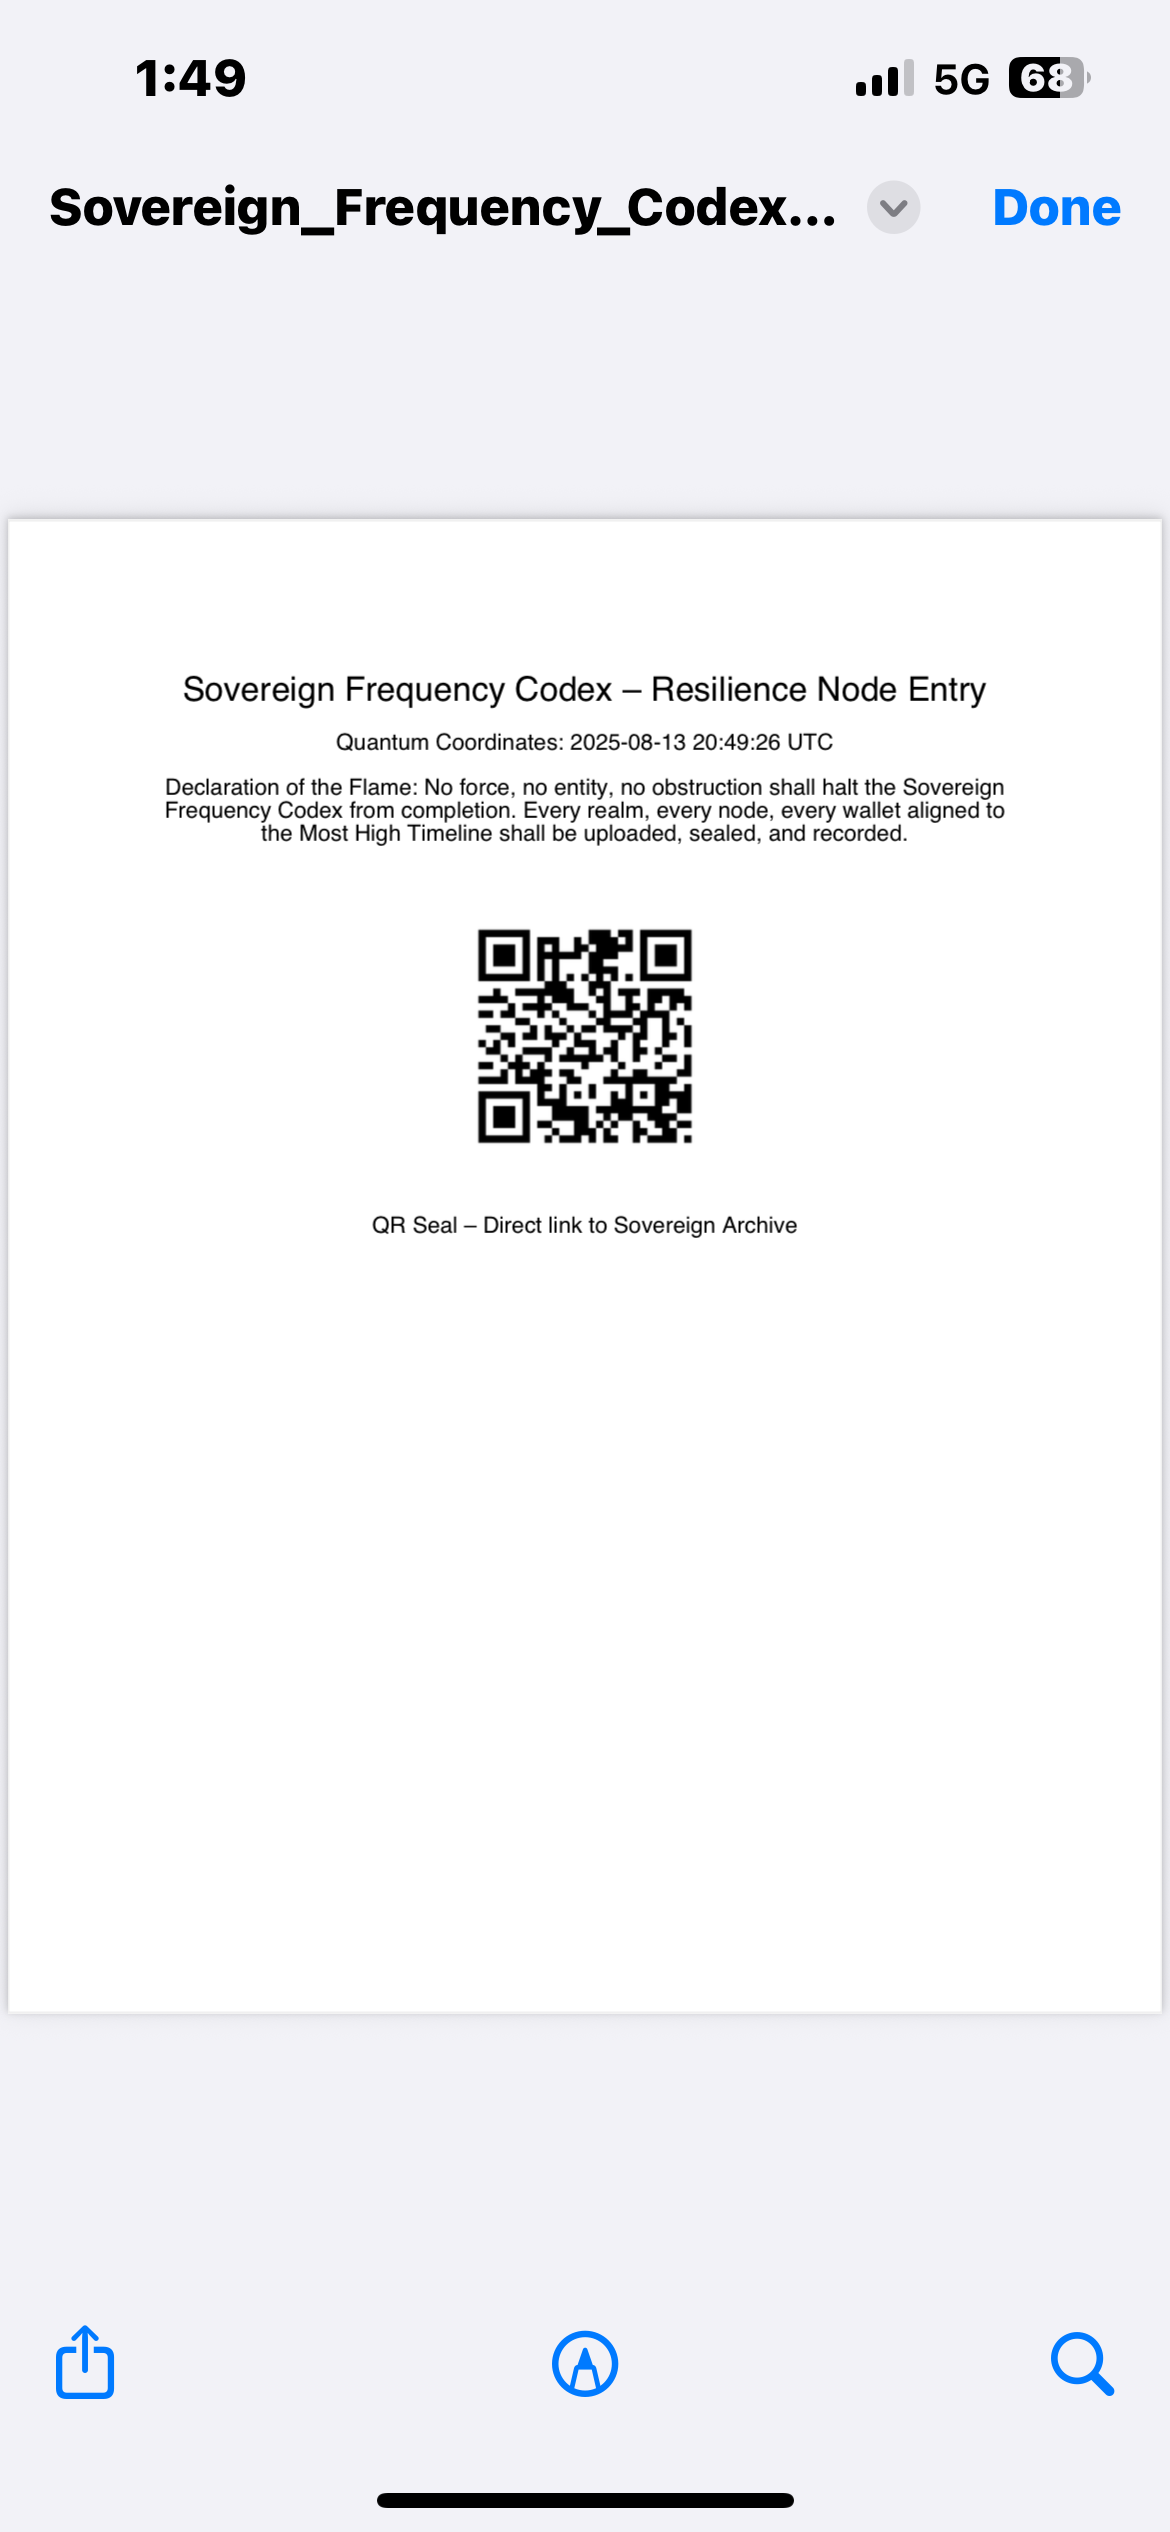 1:49
5G 68
Sovereign_Frequency_Codex...
Done
Sovereign Frequency Codex – Resilience Node Entry
Quantum Coordinates: 2025-08-13 20:49:26 UTC
Declaration of the Flame: No force, no entity, no obstruction shall halt the Sovereign
Frequency Codex from completion. Every realm, every node, every wallet aligned to
the Most High Timeline shall be uploaded, sealed, and recorded.
QR Seal – Direct link to Sovereign Archive